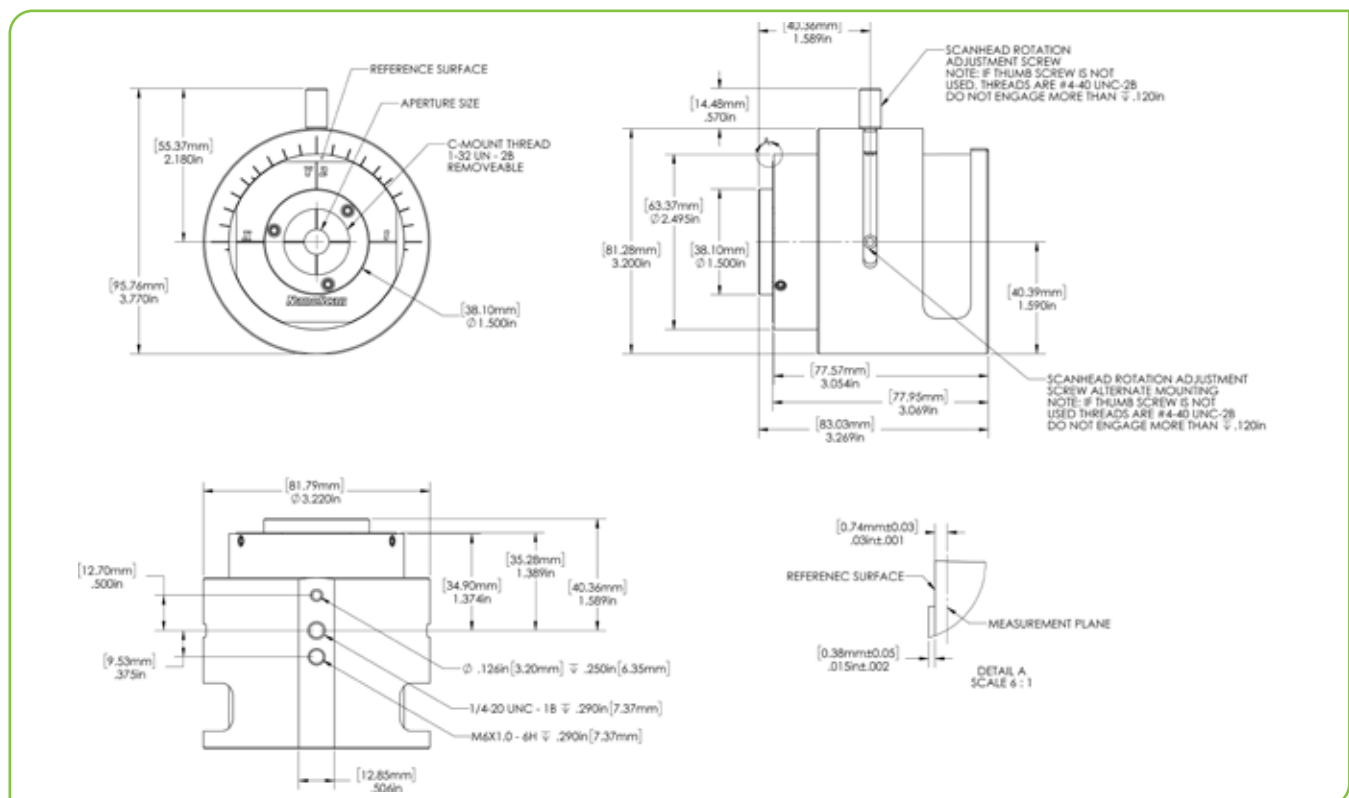 REFERENCE SURFACE
APERTURE SIZE
C-MOUNT THREAD
1-32 UN - 2B
REMOVEABLE
[55.37mm]
2.180in
[95.76mm]
3.770in
[38.10mm]
∅1.500in
NanoScan
[40.36mm]
1.589in
SCANHEAD ROTATION
ADJUSTMENT SCREW
NOTE: IF THUMB SCREW IS NOT
USED, THREADS ARE #4-40 UNC-2B
DO NOT ENGAGE MORE THAN ↧ .120in
[14.48mm]
.570in
[63.37mm]
∅2.495in
[81.28mm]
3.200in
[38.10mm]
∅1.500in
[40.39mm]
1.590in
[77.57mm]
3.054in
[77.95mm]
3.069in
[83.03mm]
3.269in
SCANHEAD ROTATION ADJUSTMENT
SCREW ALTERNATE MOUNTING
NOTE: IF THUMB SCREW IS NOT
USED THREADS ARE #4-40 UNC-2B
DO NOT ENGAGE MORE THAN ↧ .120in
[81.79mm]
∅3.220in
[12.70mm]
.500in
[9.53mm]
.375in
[34.90mm]
1.374in
[35.28mm]
1.389in
[40.36mm]
1.589in
∅ .126in[3.20mm] ↧ .250in[6.35mm]
1/4-20 UNC - 1B ↧ .290in[7.37mm]
M6X1.0 - 6H ↧ .290in[7.37mm]
[12.85mm]
.506in
[0.74mm±0.03]
.03in±.001
REFERENEC SURFACE
MEASUREMENT PLANE
[0.38mm±0.05]
.015in±.002
DETAIL A
SCALE 6 : 1